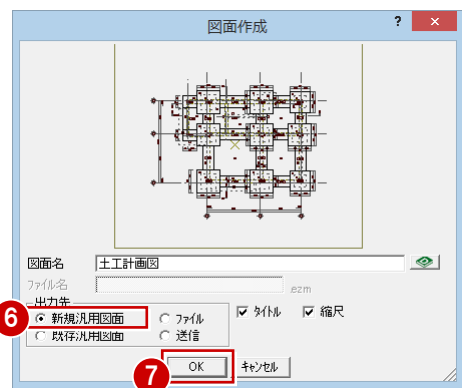 図面作成
? ×
図面名 土工計画図
ファイル名 .ezm
出力先
6 新規汎用図面 ファイル タイトル 縮尺
既存汎用図面 送信
7 OK キャンセル